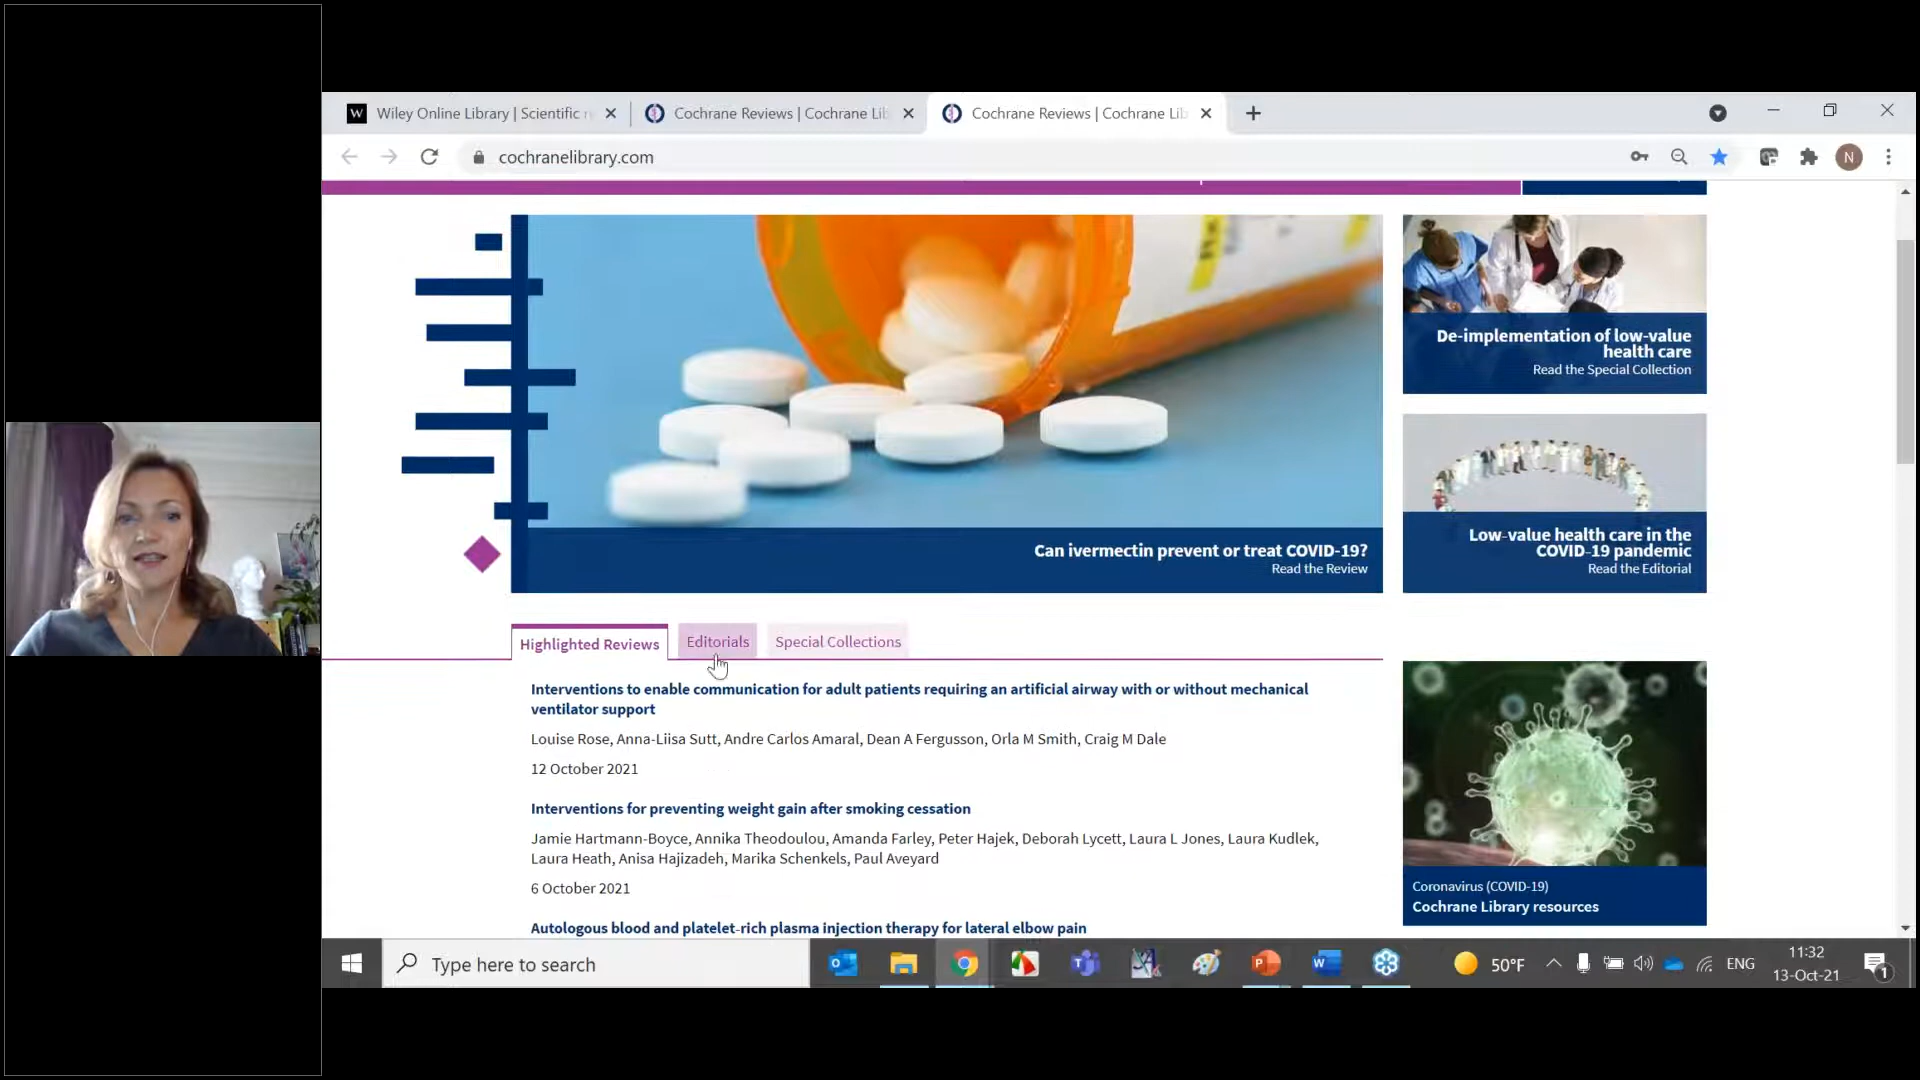 W Wiley Online Library | Scientific
Cochrane Reviews | Cochrane Lib
Cochrane Reviews | Cochrane Lib
cochranelibrary.com
N
De-implementation of low-value
health care
Read the Special Collection
Low-value health care in the
COVID-19 pandemic
Read the Editorial
Can ivermectin prevent or treat COVID-19?
Read the Review
Highlighted Reviews
Editorials
Special Collections
Interventions to enable communication for adult patients requiring an artificial airway with or without mechanical
ventilator support
Louise Rose, Anna-Liisa Sutt, Andre Carlos Amaral, Dean A Fergusson, Orla M Smith, Craig M Dale
12 October 2021
Interventions for preventing weight gain after smoking cessation
Jamie Hartmann-Boyce, Annika Theodoulou, Amanda Farley, Peter Hajek, Deborah Lycett, Laura L Jones, Laura Kudlek,
Laura Heath, Anisa Hajizadeh, Marika Schenkels, Paul Aveyard
6 October 2021
Autologous blood and platelet-rich plasma injection therapy for lateral elbow pain
Coronavirus (COVID-19)
Cochrane Library resources
Type here to search
50°F
ENG
11:32
13-Oct-21
1